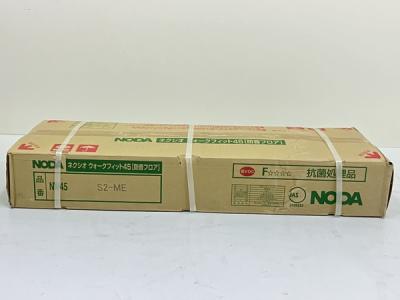 ネクシオ ウォークフィット45[防音フロア]
NODA
NODA ネクシオ ウォークフィット45[防音フロア]
品番 NN45 S2-ME
F☆☆☆☆ 抗菌処理品
JAS NODA